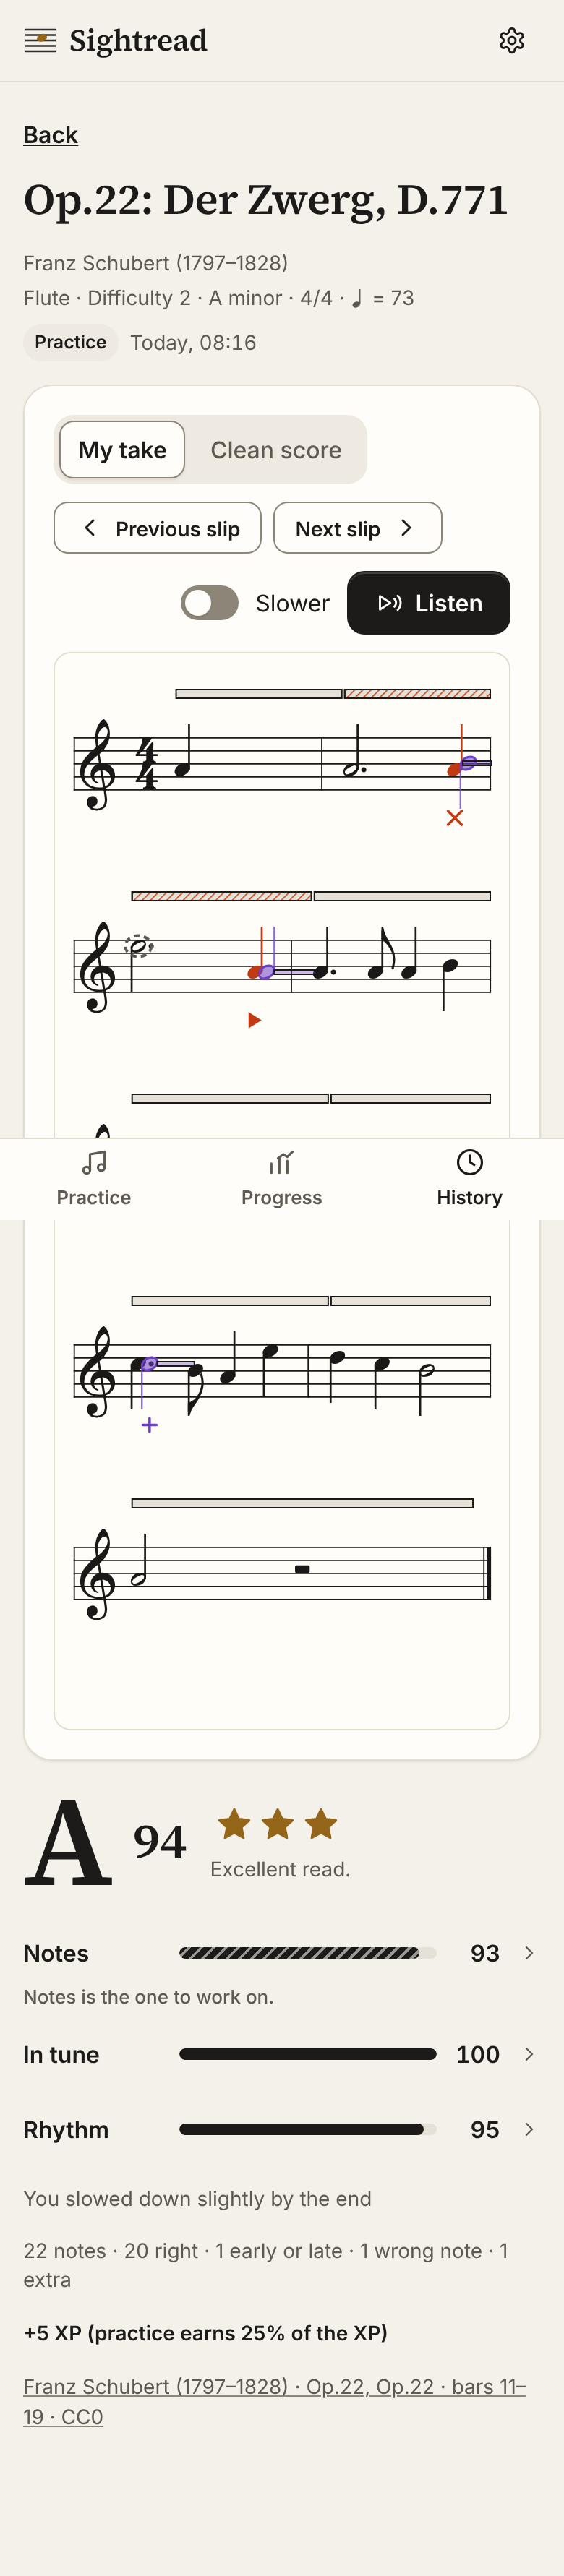 Sightread
Back
Op.22: Der Zwerg, D.771
Franz Schubert (1797–1828)
Flute · Difficulty 2 · A minor · 4/4 · ♩ = 73
Practice Today, 08:16
My take Clean score
Previous slip Next slip
Slower Listen
4
4
Practice Progress History
A 94
Excellent read.
Notes 93
Notes is the one to work on.
In tune 100
Rhythm 95
You slowed down slightly by the end
22 notes · 20 right · 1 early or late · 1 wrong note · 1
extra
+5 XP (practice earns 25% of the XP)
Franz Schubert (1797–1828) · Op.22, Op.22 · bars 11–
19 · CC0